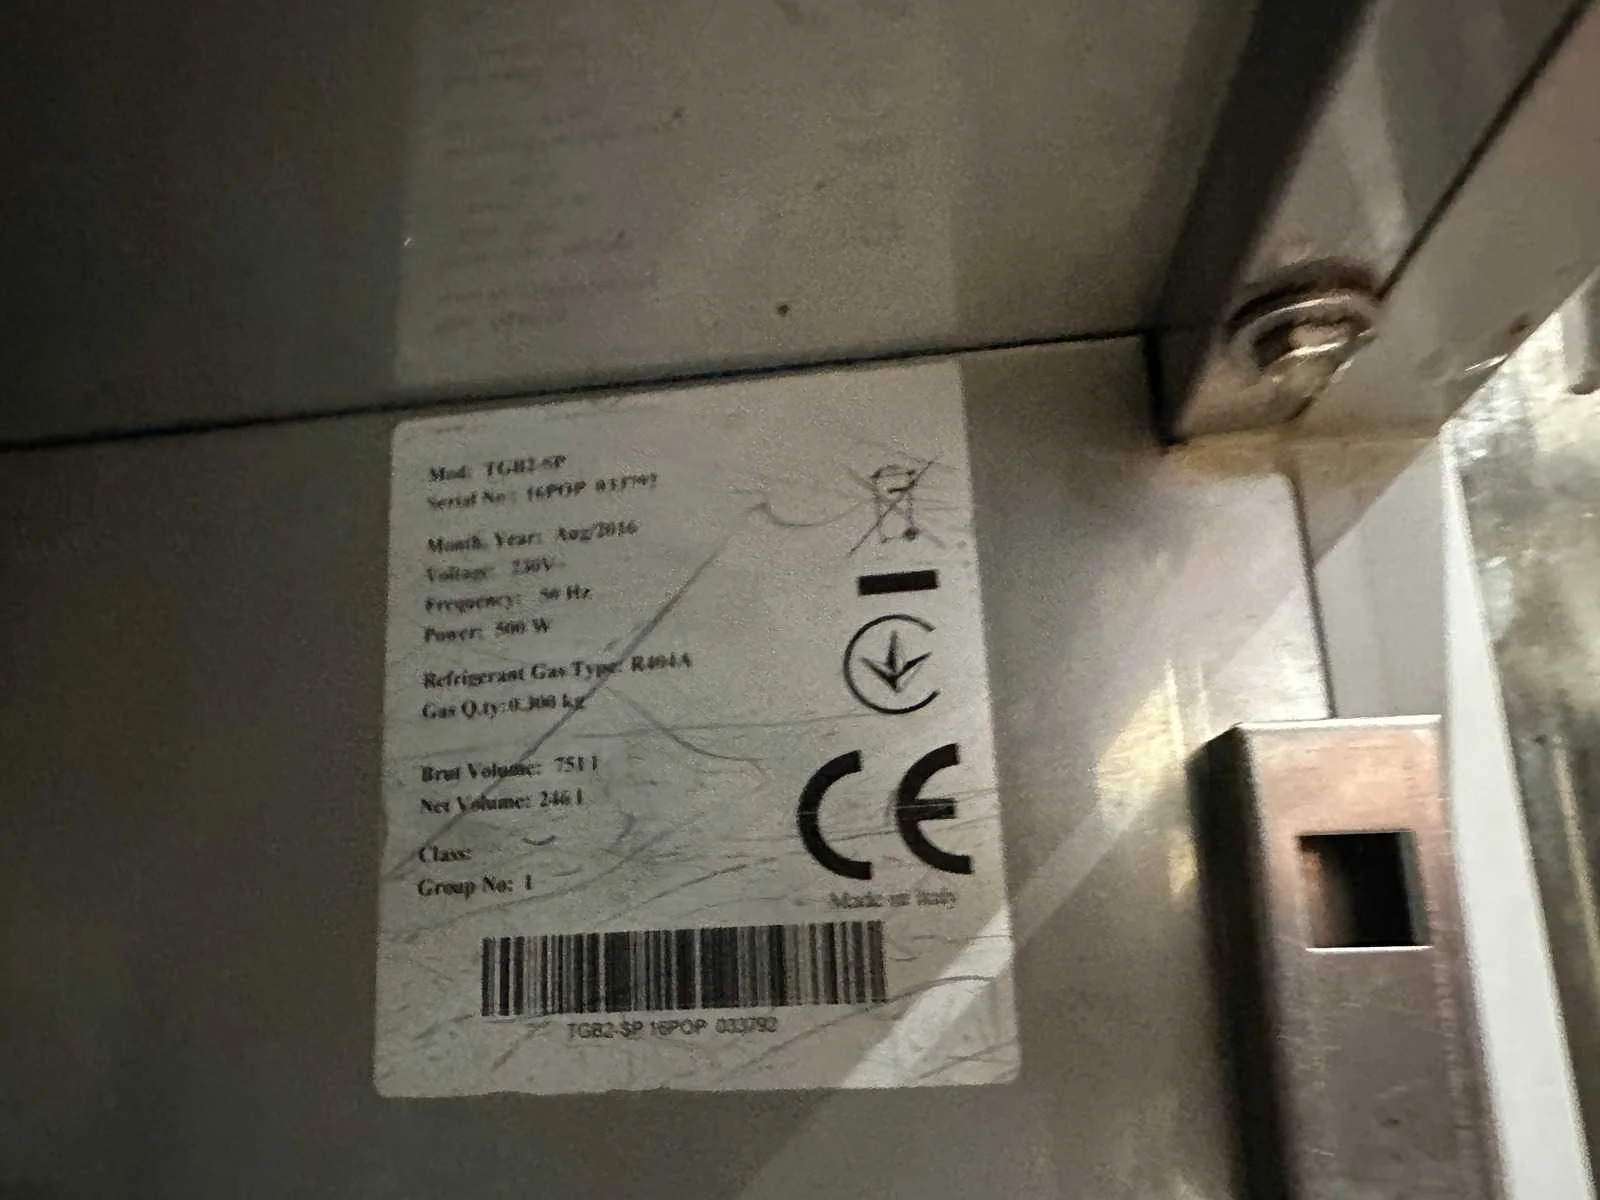 Mod: TGB2-SP
Serial No : 16POP 033792
Month. Year: Aug/2016
Voltage: 230V~
Frequency: 50 Hz
Power: 500 W
Refrigerant Gas Type: R404A
Gas Q.ty:0.300 kg
Brut Volume: 751 l
Net Volume: 246 l
Class:
Group No: 1
CE
Made in Italy
TGB2-SP 16POP 033792